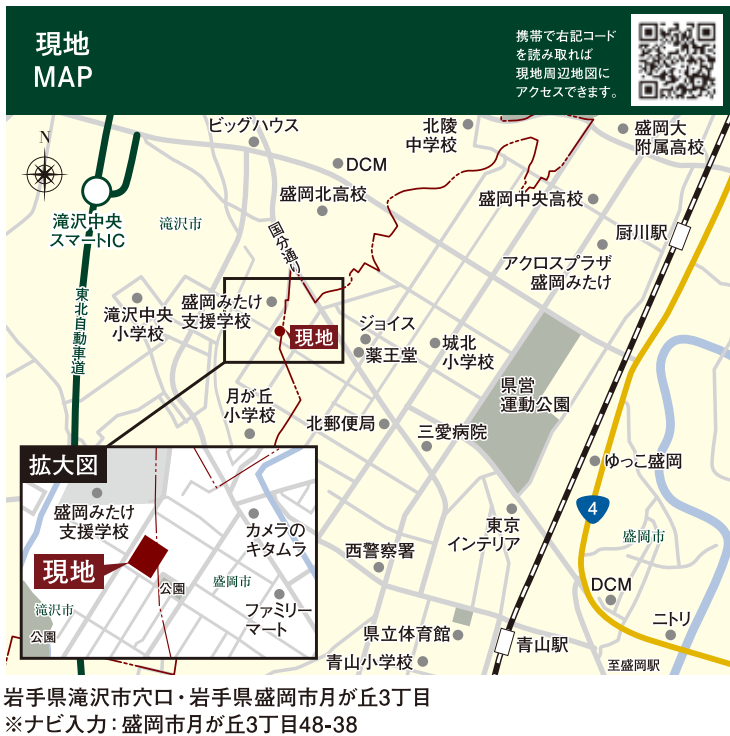 現地
MAP
携帯で右記コード
を読み取れば
現地周辺地図に
アクセスできます。
N
ビッグハウス
北陵
中学校
盛岡大
附属高校
DCM
盛岡北高校
盛岡中央高校
滝沢中央
スマートIC
滝沢市
国分通り
厨川駅
アクロスプラザ
盛岡みたけ
東北自動車道
滝沢中央
小学校
盛岡みたけ
支援学校
現地
ジョイス
薬王堂
城北
小学校
県営
運動公園
月が丘
小学校
北郵便局
三愛病院
ゆっこ盛岡
4
盛岡市
東京
インテリア
西警察署
DCM
ニトリ
県立体育館
青山駅
青山小学校
至盛岡駅
拡大図
盛岡みたけ
支援学校
カメラの
キタムラ
現地
公園
盛岡市
滝沢市
ファミリー
マート
公園
岩手県滝沢市穴口・岩手県盛岡市月が丘3丁目
※ナビ入力：盛岡市月が丘3丁目48-38